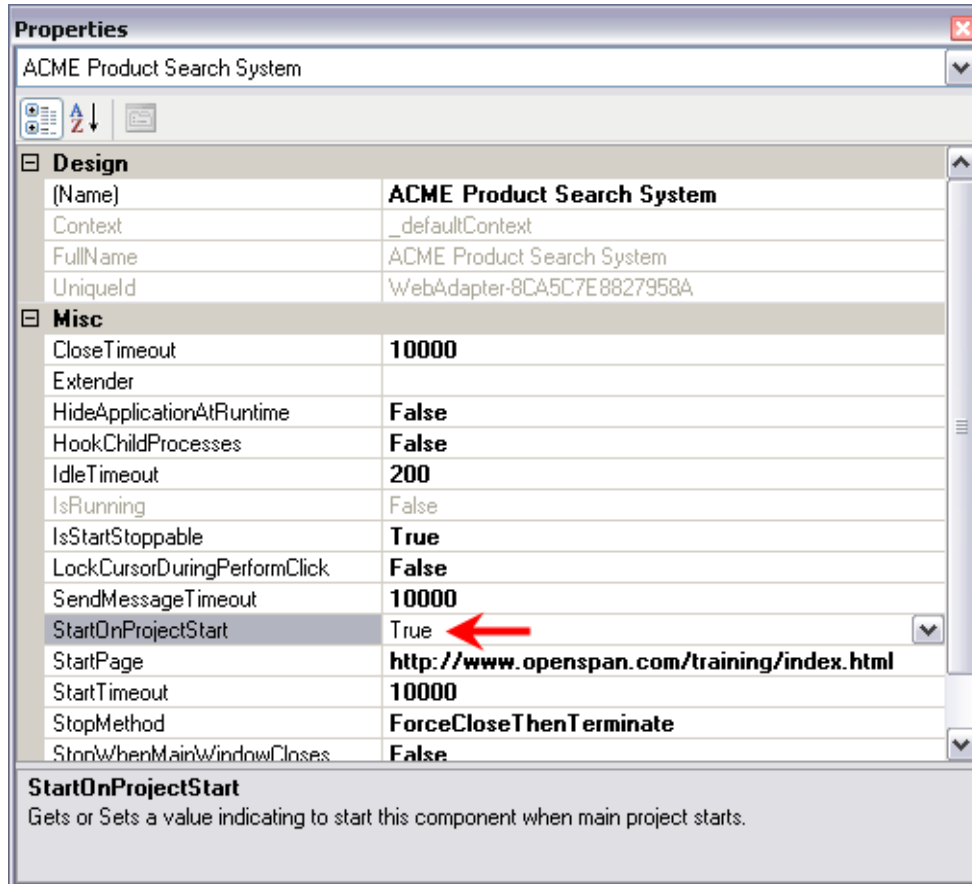 Properties
ACME Product Search System
A
Z
Design
(Name) ACME Product Search System
Context _defaultContext
FullName ACME Product Search System
UniqueId WebAdapter-8CA5C7E8827958A
Misc
CloseTimeout 10000
Extender
HideApplicationAtRuntime False
HookChildProcesses False
IdleTimeout 200
IsRunning False
IsStartStoppable True
LockCursorDuringPerformClick False
SendMessageTimeout 10000
StartOnProjectStart True
StartPage http://www.openspan.com/training/index.html
StartTimeout 10000
StopMethod ForceCloseThenTerminate
StopWhenMainWindowCloses False
StartOnProjectStart
Gets or Sets a value indicating to start this component when main project starts.